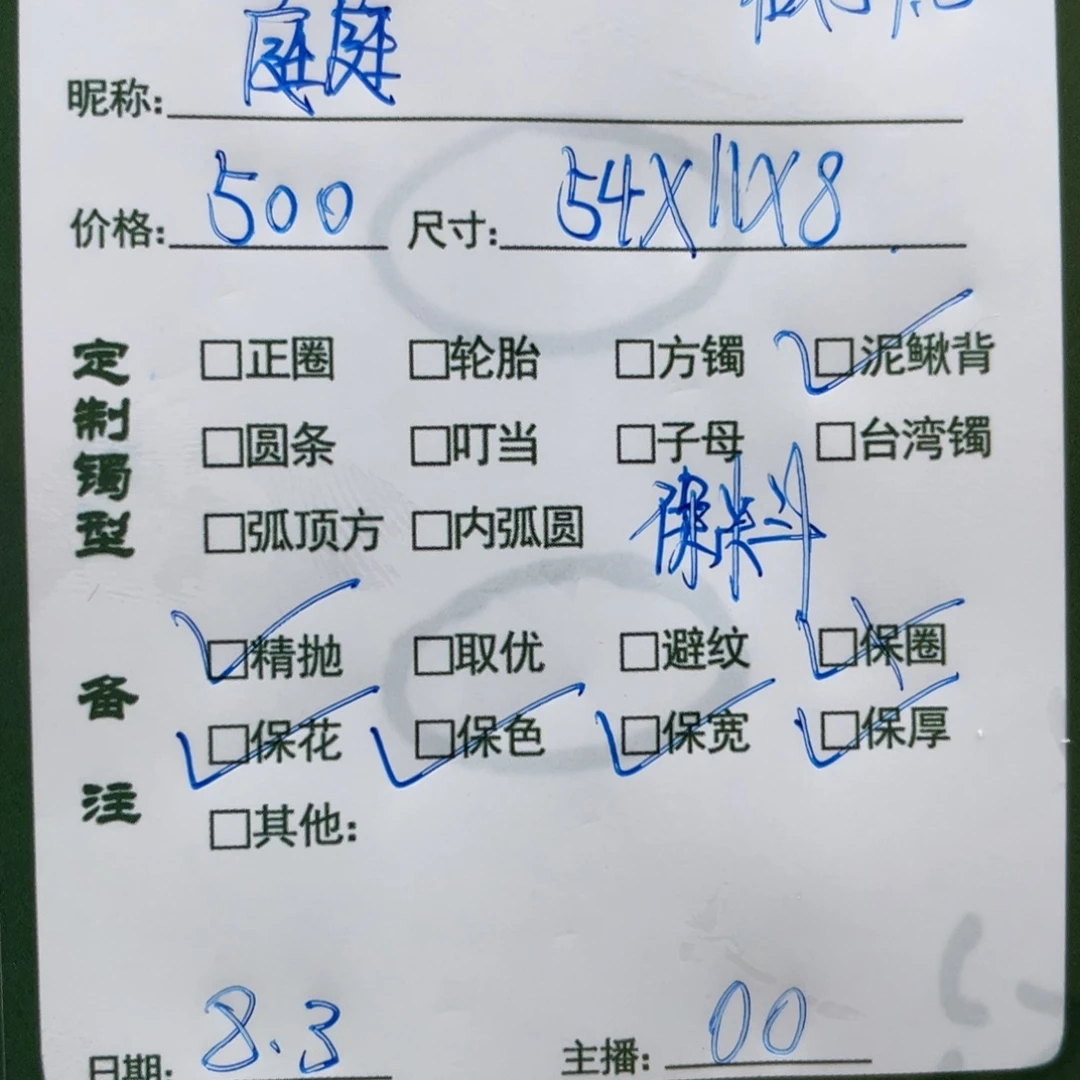 昵称: 庭庭
价格: 500 尺寸: 54X11X8
定制镯型
□正圈 □轮胎 □方镯 □泥鳅背
□圆条 □叮当 □子母 □台湾镯
□弧顶方 □内弧圆 保料
备注
□精抛 □取优 □避纹 □保圈
□保花 □保色 □保宽 □保厚
□其他:
日期: 8.3 主播: 00